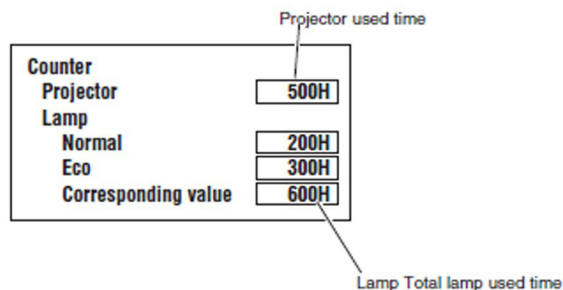 Projector used time
Counter
Projector 500H
Lamp
Normal 200H
Eco 300H
Corresponding value 600H
Lamp Total lamp used time